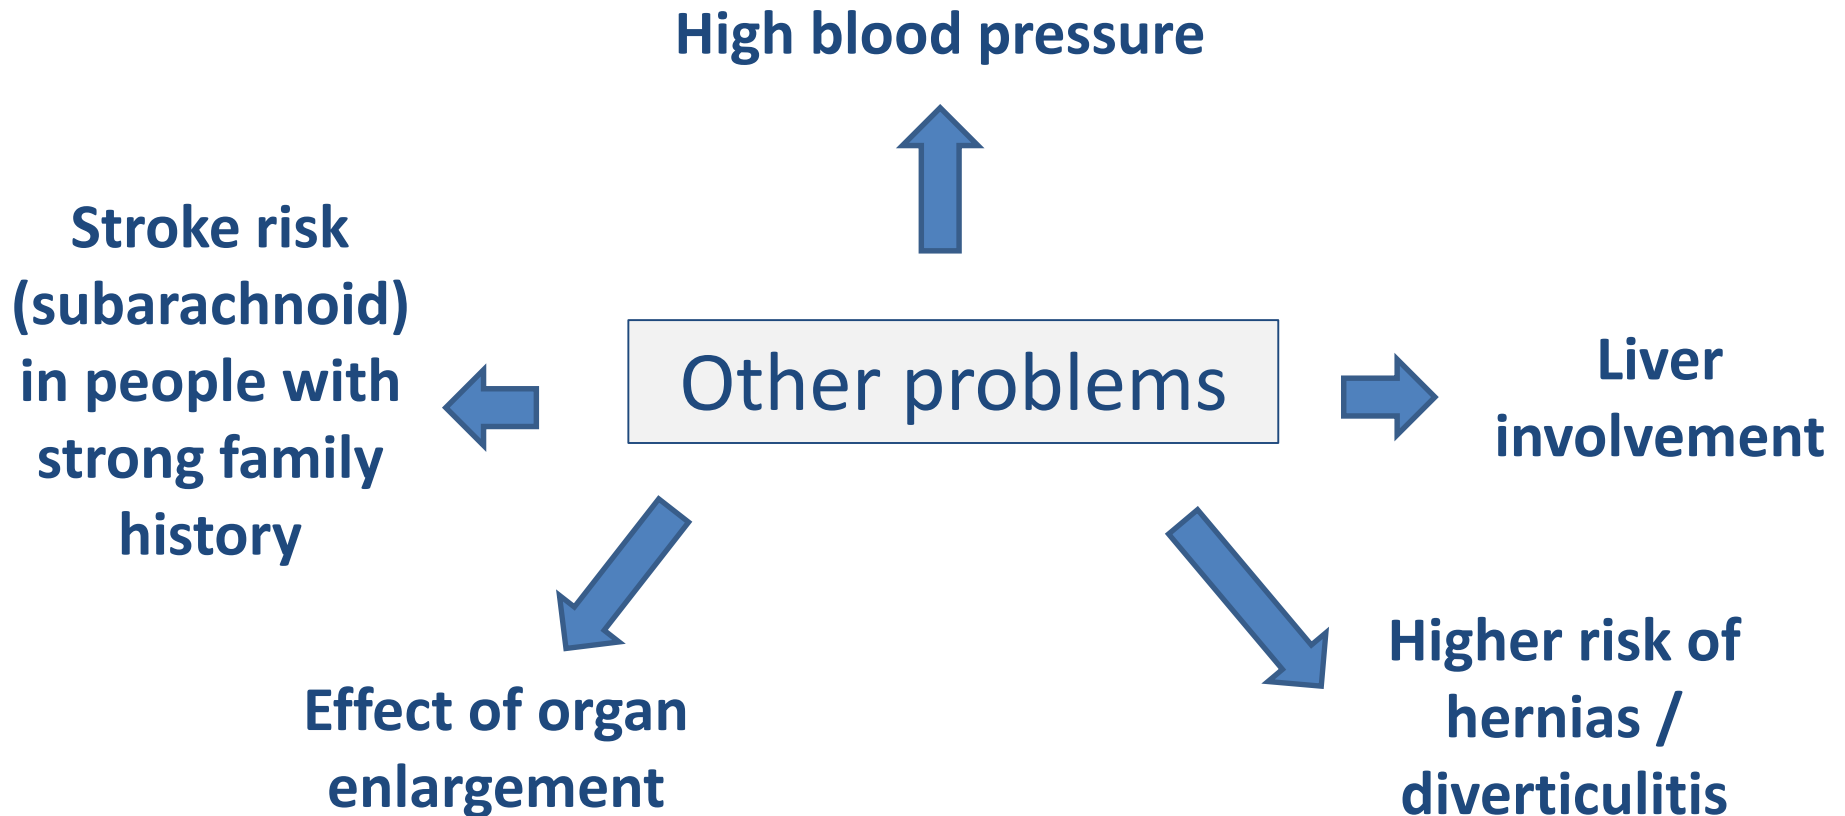 High blood pressure
Stroke risk
(subarachnoid)
in people with
strong family
history
Other problems
Liver
involvement
Effect of organ
enlargement
Higher risk of
hernias /
diverticulitis